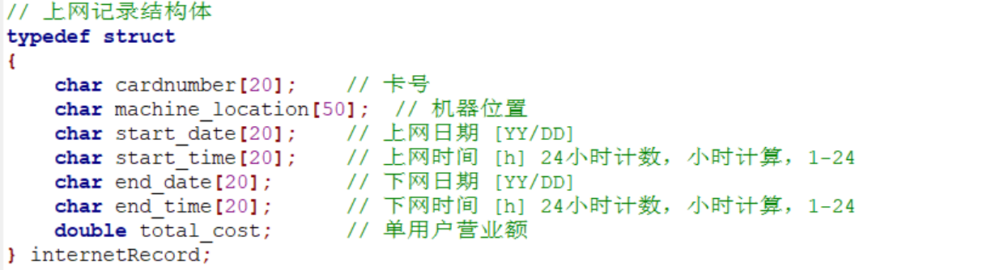 // 上网记录结构体
typedef struct
{
    char cardnumber[20];    // 卡号
    char machine_location[50];  // 机器位置
    char start_date[20];    // 上网日期 [YY/DD]
    char start_time[20];    // 上网时间 [h] 24小时计数，小时计算，1-24
    char end_date[20];      // 下网日期 [YY/DD]
    char end_time[20];      // 下网时间 [h] 24小时计数，小时计算，1-24
    double total_cost;      // 单用户营业额
} internetRecord;